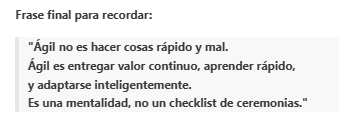 Frase final para recordar:
"Ágil no es hacer cosas rápido y mal.
Ágil es entregar valor continuo, aprender rápido,
y adaptarse inteligentemente.
Es una mentalidad, no un checklist de ceremonias."